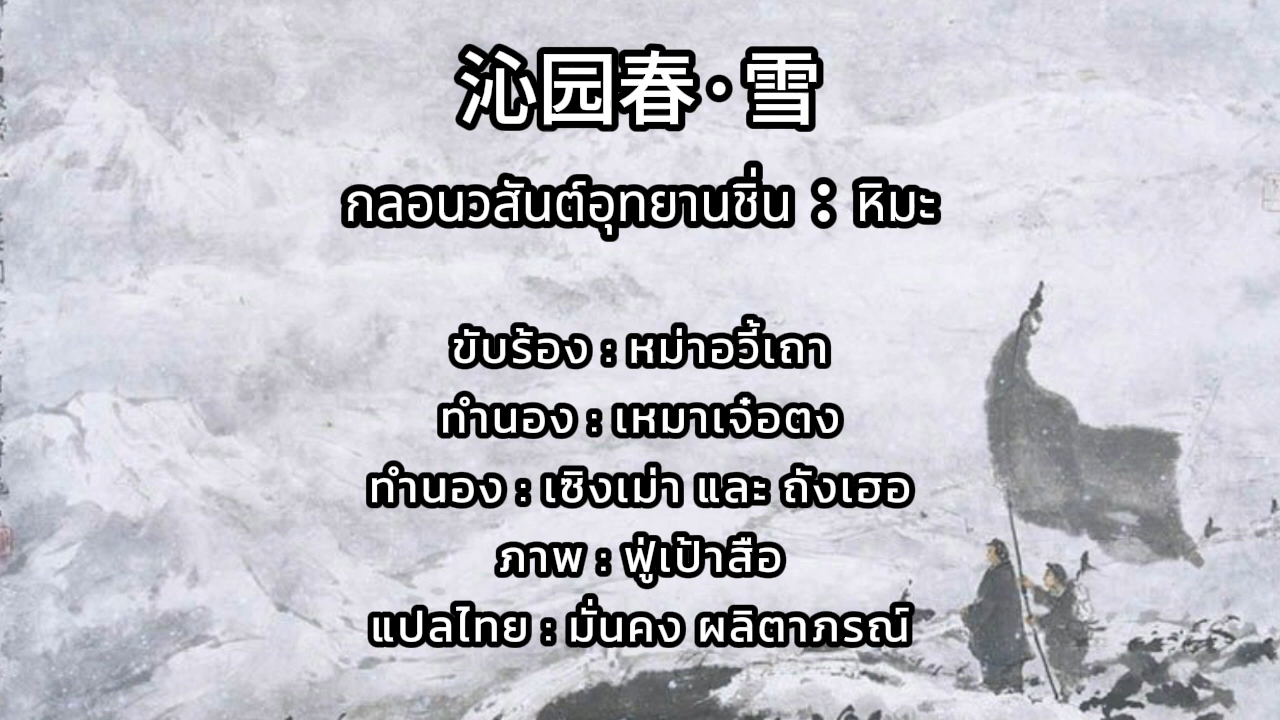 沁园春·雪
กลอนวสันต์อุทยานชิ่น : หิมะ
ขับร้อง : หม่าอวี้เถา
ทำนอง : เหมาเจ๋อตง
ทำนอง : เซิงเม่า และ ถังเฮอ
ภาพ : ฟู่เป้าสือ
แปลไทย : มั่นคง ผลิตาภรณ์